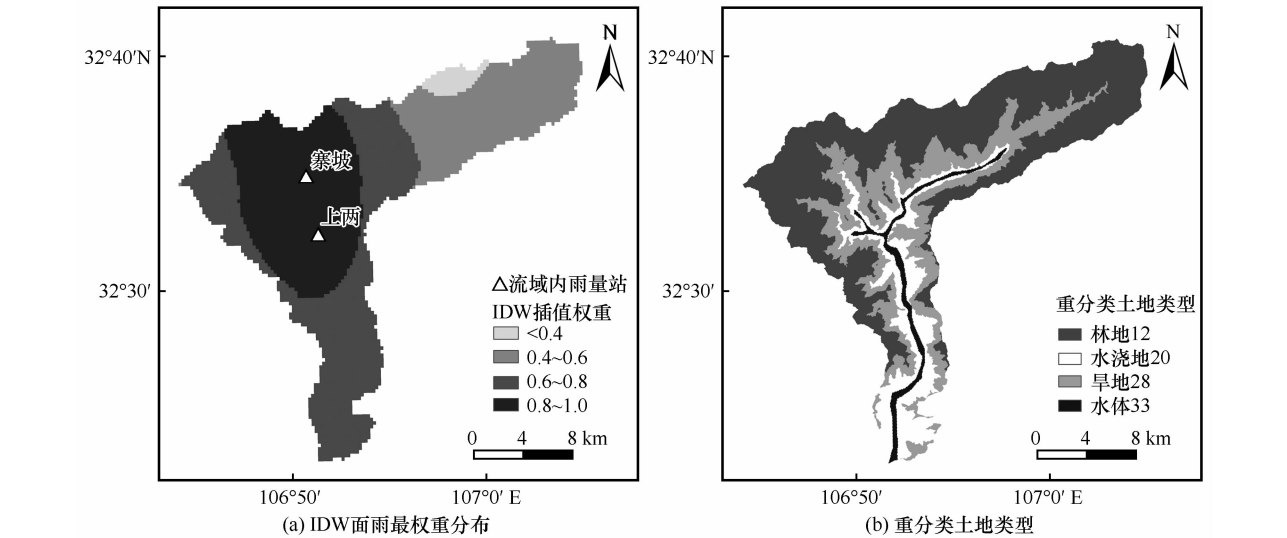 N
32°40′N
寨坡
上两
32°30′
△流域内雨量站
IDW插值权重
<0.4
0.4~0.6
0.6~0.8
0.8~1.0
0 4 8 km
106°50′ 107°0′ E
(a) IDW面雨最权重分布
N
32°40′N
32°30′
重分类土地类型
林地12
水浇地20
旱地28
水体33
0 4 8 km
106°50′ 107°0′ E
(b) 重分类土地类型